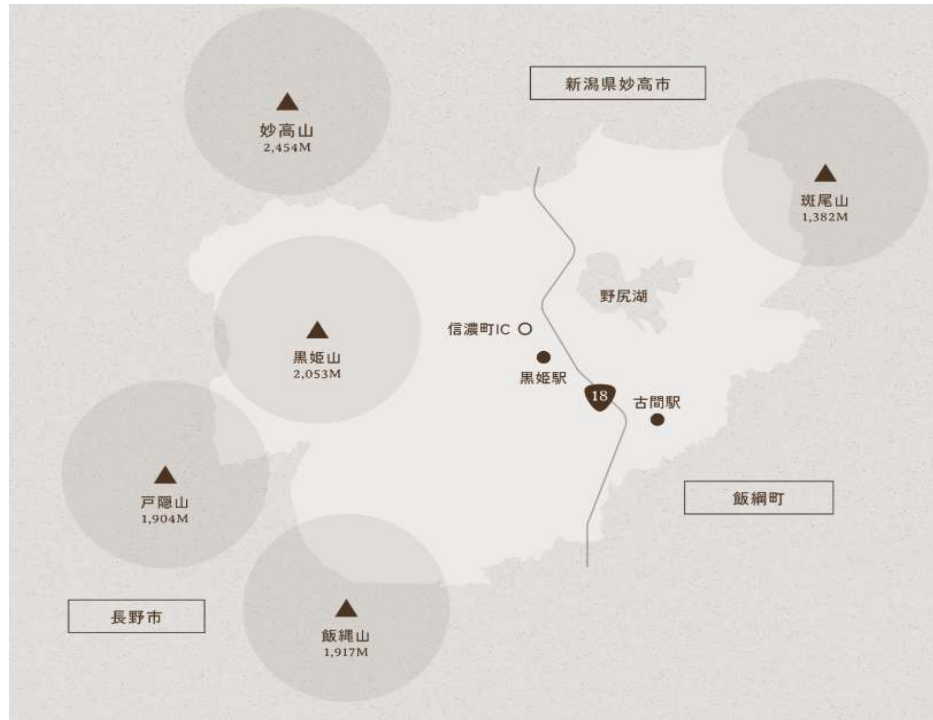 新潟県妙高市
妙高山
2,454M
斑尾山
1,382M
野尻湖
信濃町IC
黒姫山
2,053M
黒姫駅
18
古間駅
戸隠山
1,904M
飯綱町
長野市
飯縄山
1,917M